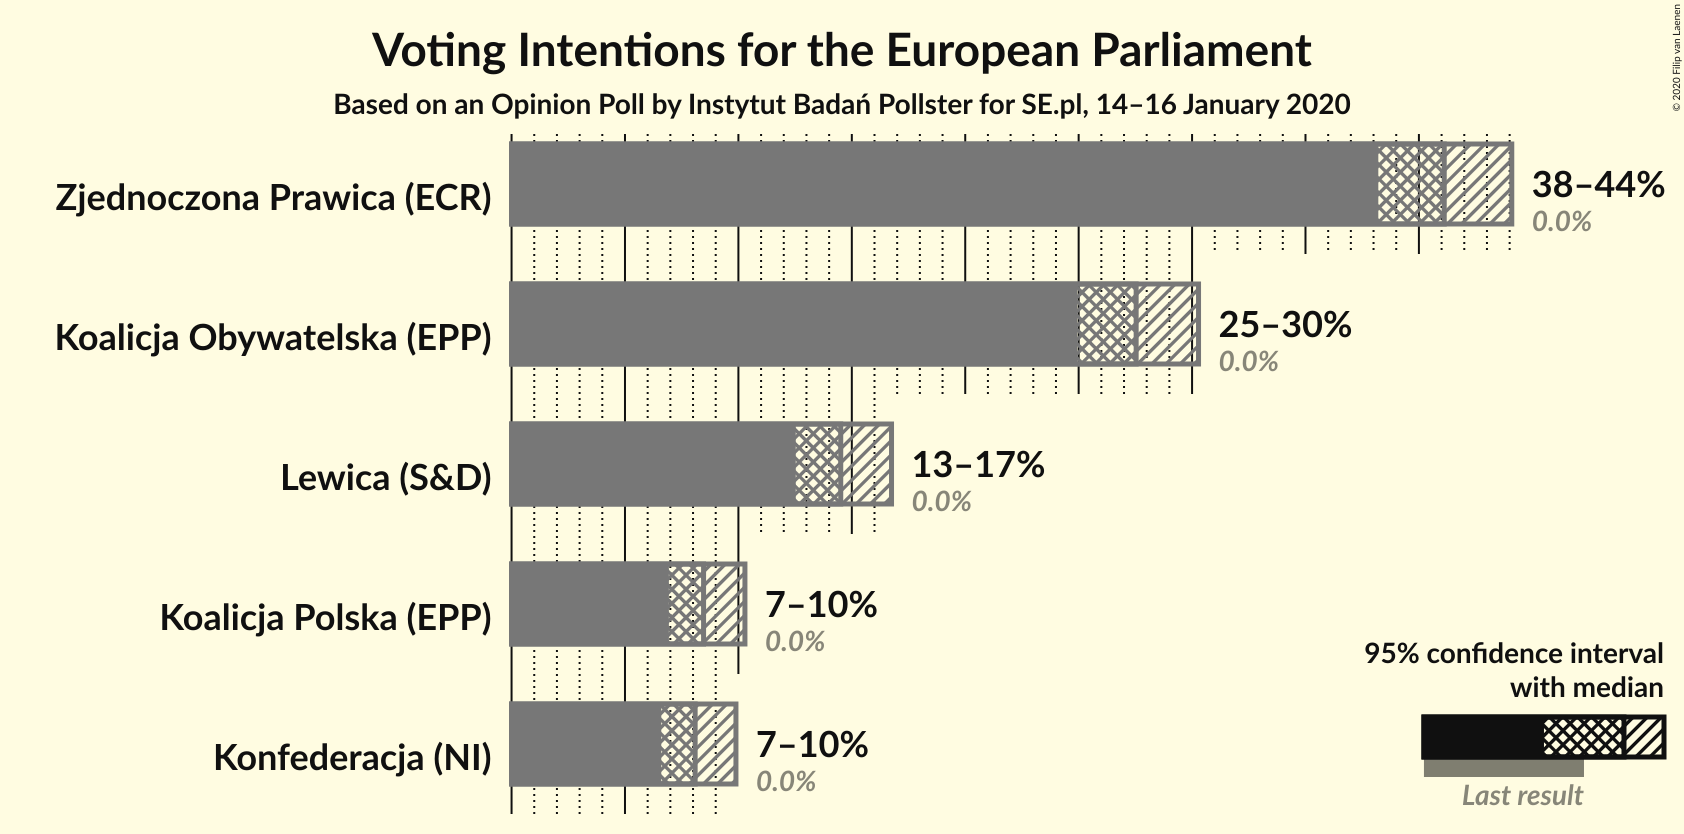 Voting Intentions for the European Parliament
Based on an Opinion Poll by Instytut Badań Pollster for SE.pl, 14–16 January 2020
© 2020 Filip van Laenen
Zjednoczona Prawica (ECR)
38–44%
0.0%
Koalicja Obywatelska (EPP)
25–30%
0.0%
Lewica (S&D)
13–17%
0.0%
Koalicja Polska (EPP)
7–10%
0.0%
Konfederacja (NI)
7–10%
0.0%
95% confidence interval
with median
Last result